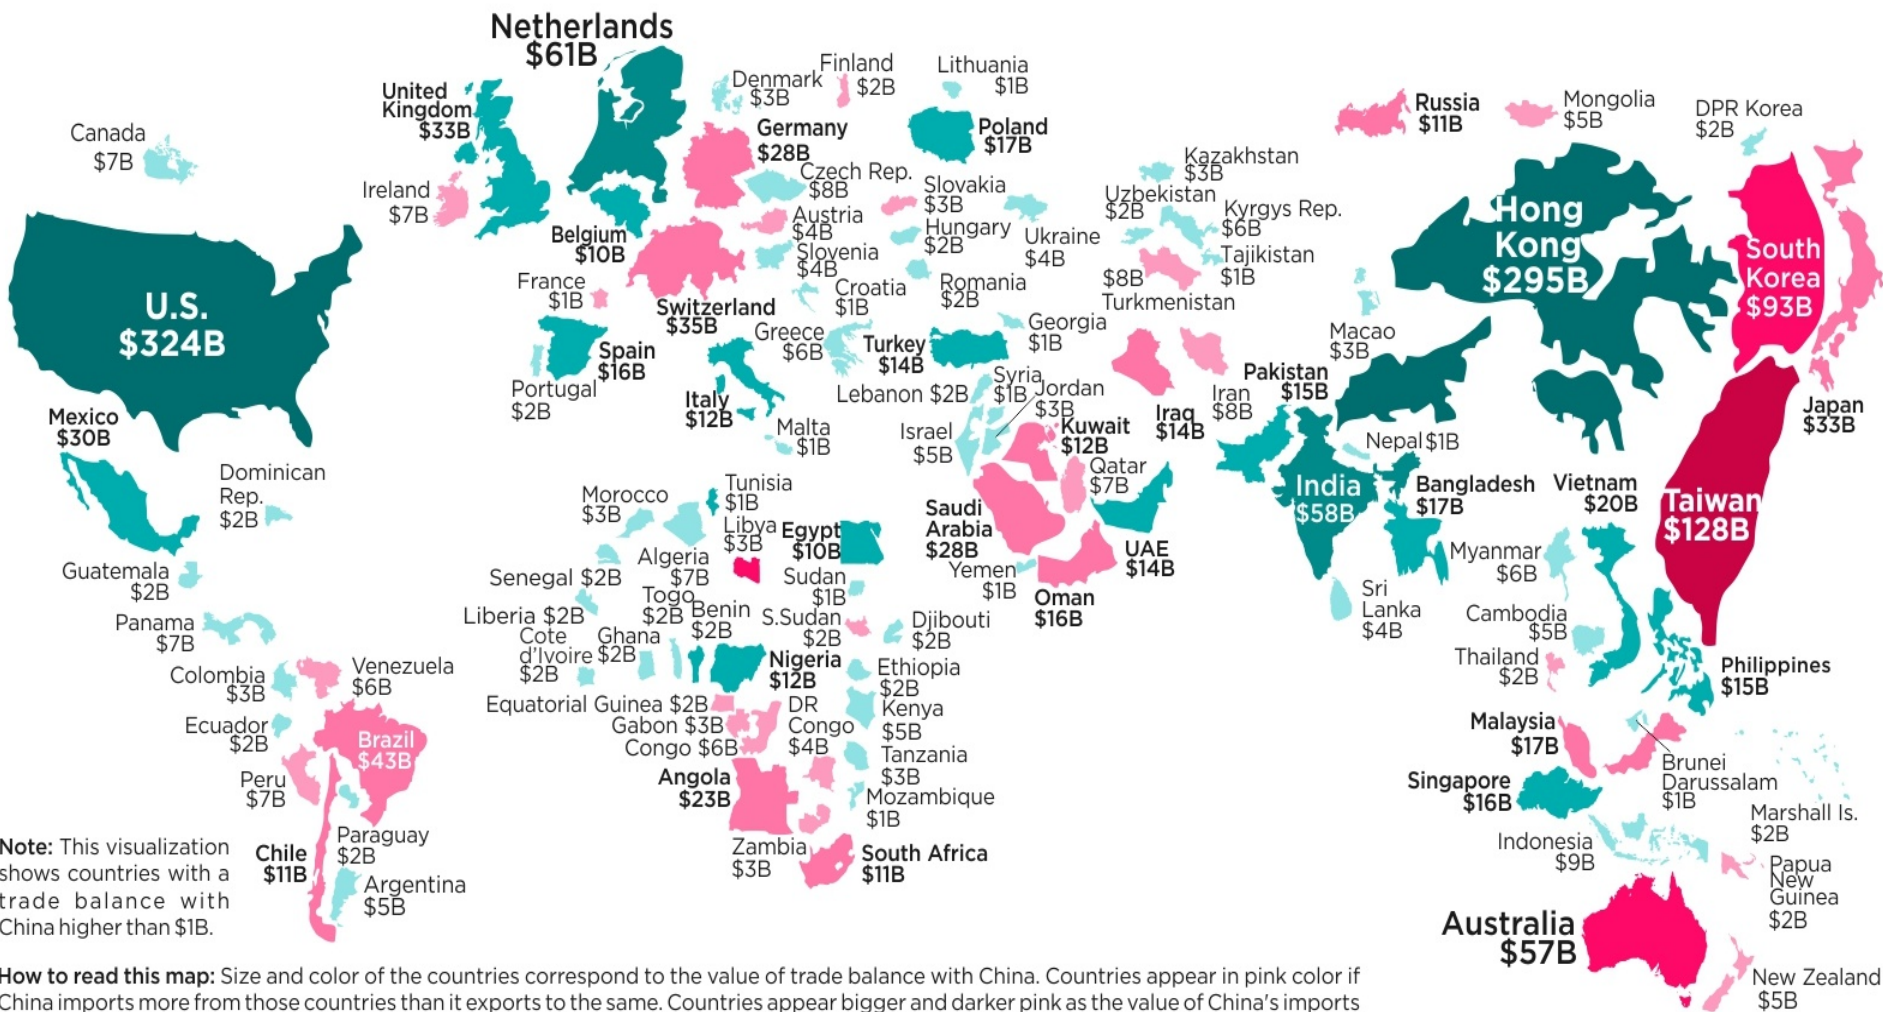 Netherlands
$61B
Denmark
$3B
Finland
$2B
Lithuania
$1B
United
Kingdom
$33B
Germany
$28B
Poland
$17B
Russia
$11B
Mongolia
$5B
DPR Korea
$2B
Canada
$7B
Ireland
$7B
Czech Rep.
$8B
Slovakia
$3B
Kazakhstan
$3B
Uzbekistan
$2B
Kyrgys Rep.
$6B
Belgium
$10B
Austria
$4B
Hungary
$2B
Ukraine
$4B
Tajikistan
$1B
Slovenia
$4B
$8B
Turkmenistan
Hong
Kong
$295B
South
Korea
$93B
U.S.
$324B
France
$1B
Switzerland
$35B
Croatia
$1B
Romania
$2B
Greece
$6B
Turkey
$14B
Georgia
$1B
Macao
$3B
Spain
$16B
Portugal
$2B
Italy
$12B
Malta
$1B
Lebanon $2B
Syria
$1B
Jordan
$3B
Israel
$5B
Kuwait
$12B
Iraq
$14B
Iran
$8B
Pakistan
$15B
Japan
$33B
Mexico
$30B
Dominican
Rep.
$2B
Morocco
$3B
Tunisia
$1B
Libya
$3B
Egypt
$10B
Algeria
$7B
Saudi
Arabia
$28B
Qatar
$7B
UAE
$14B
Nepal $1B
India
$58B
Bangladesh
$17B
Vietnam
$20B
Taiwan
$128B
Guatemala
$2B
Senegal $2B
Sudan
$1B
Yemen
$1B
Oman
$16B
Sri
Lanka
$4B
Myanmar
$6B
Panama
$7B
Liberia $2B
Togo
$2B
Benin
$2B
S.Sudan
$2B
Djibouti
$2B
Cambodia
$5B
Cote
d'Ivoire
$2B
Ghana
$2B
Nigeria
$12B
Ethiopia
$2B
Thailand
$2B
Philippines
$15B
Colombia
$3B
Venezuela
$6B
Equatorial Guinea $2B
Gabon $3B
Congo $6B
DR
Congo
$4B
Kenya
$5B
Ecuador
$2B
Brazil
$43B
Malaysia
$17B
Peru
$7B
Angola
$23B
Tanzania
$3B
Mozambique
$1B
Singapore
$16B
Brunei
Darussalam
$1B
Marshall Is.
$2B
Chile
$11B
Paraguay
$2B
Argentina
$5B
Zambia
$3B
South Africa
$11B
Indonesia
$9B
Papua
New
Guinea
$2B
Australia
$57B
New Zealand
$5B
Note: This visualization
shows countries with a
trade balance with
China higher than $1B.
How to read this map: Size and color of the countries correspond to the value of trade balance with China. Countries appear in pink color if
China imports more from those countries than it exports to the same. Countries appear bigger and darker pink as the value of China's imports